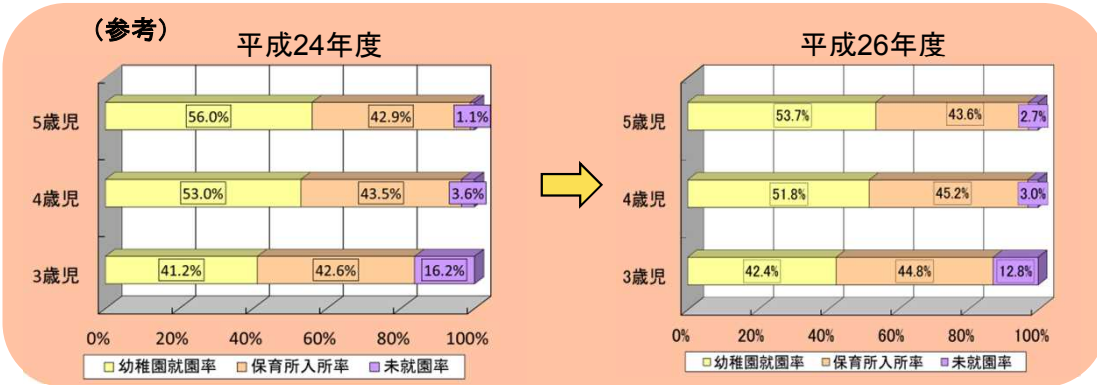 （参考）
平成24年度
5歳児 56.0% 42.9% 1.1%
4歳児 53.0% 43.5% 3.6%
3歳児 41.2% 42.6% 16.2%
0% 20% 40% 60% 80% 100%
幼稚園就園率 保育所入所率 未就園率
平成26年度
5歳児 53.7% 43.6% 2.7%
4歳児 51.8% 45.2% 3.0%
3歳児 42.4% 44.8% 12.8%
0% 20% 40% 60% 80% 100%
幼稚園就園率 保育所入所率 未就園率